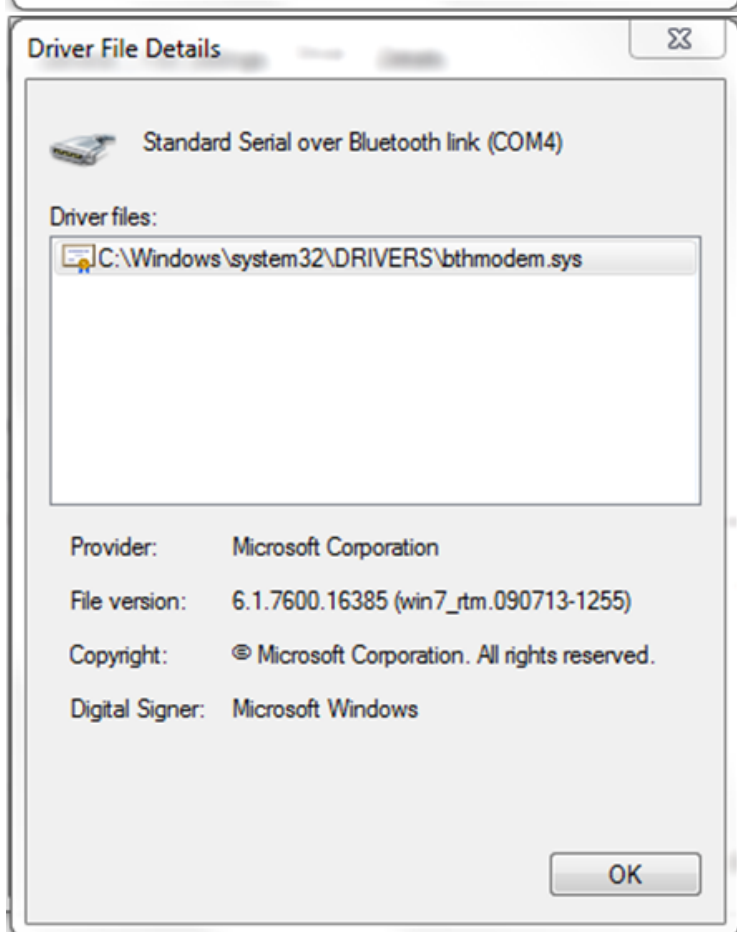 Driver File Details
Standard Serial over Bluetooth link (COM4)
Driver files:
C:\Windows\system32\DRIVERS\bthmodem.sys
Provider: Microsoft Corporation
File version: 6.1.7600.16385 (win7_rtm.090713-1255)
Copyright: © Microsoft Corporation. All rights reserved.
Digital Signer: Microsoft Windows
OK